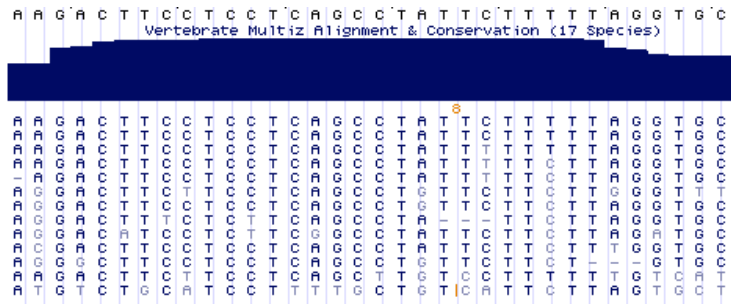 A A G A C T T C C T C C T C A G C C T A T T C T T T T T A G G T G C
Vertebrate Multiz Alignment & Conservation (17 Species)
8
A A G A C T T C C T C C T C A G C C T A T T C T T T T T A G G T G C
A A G A C T T C C T C C T C A G C C T A T T C T T T T T A G G T G C
A A G A C T T C C T C C T C A G C C T A T T T T T T T T A G G T G C
A A G A C T T C C T C C T C A G C C T A T T T T T C T T A G G T G C
- A G A C T T C C T C C T C A G C C T A T T T T T C T T A G G T G C
A G G A C T T C T T C C T C A G C C T G T T C T T C T T G G G T T T
A G G A C T T C C T C C T C A G C C T A T T C T T C T T A G G T G C
A G G A C T T T C T C T T C A G C C T A - - - T T C T T A G G T G C
A G G A C A T C C T C T T C G G C C T A T T C T T C T T A G A T G C
A C G A C T T C C T C C T C A G C C T A T T C T T C T T T G G T G C
A G G G C T T C C T C C T C A G C C T G T T C T T C T - - - G T G C
A A G A C T T C T T C C T C A G C T T G T C C T T C T T A G T C A T
A T G T C T G C A T C C T T T T G C T G T C A T T C T T A G T G C T